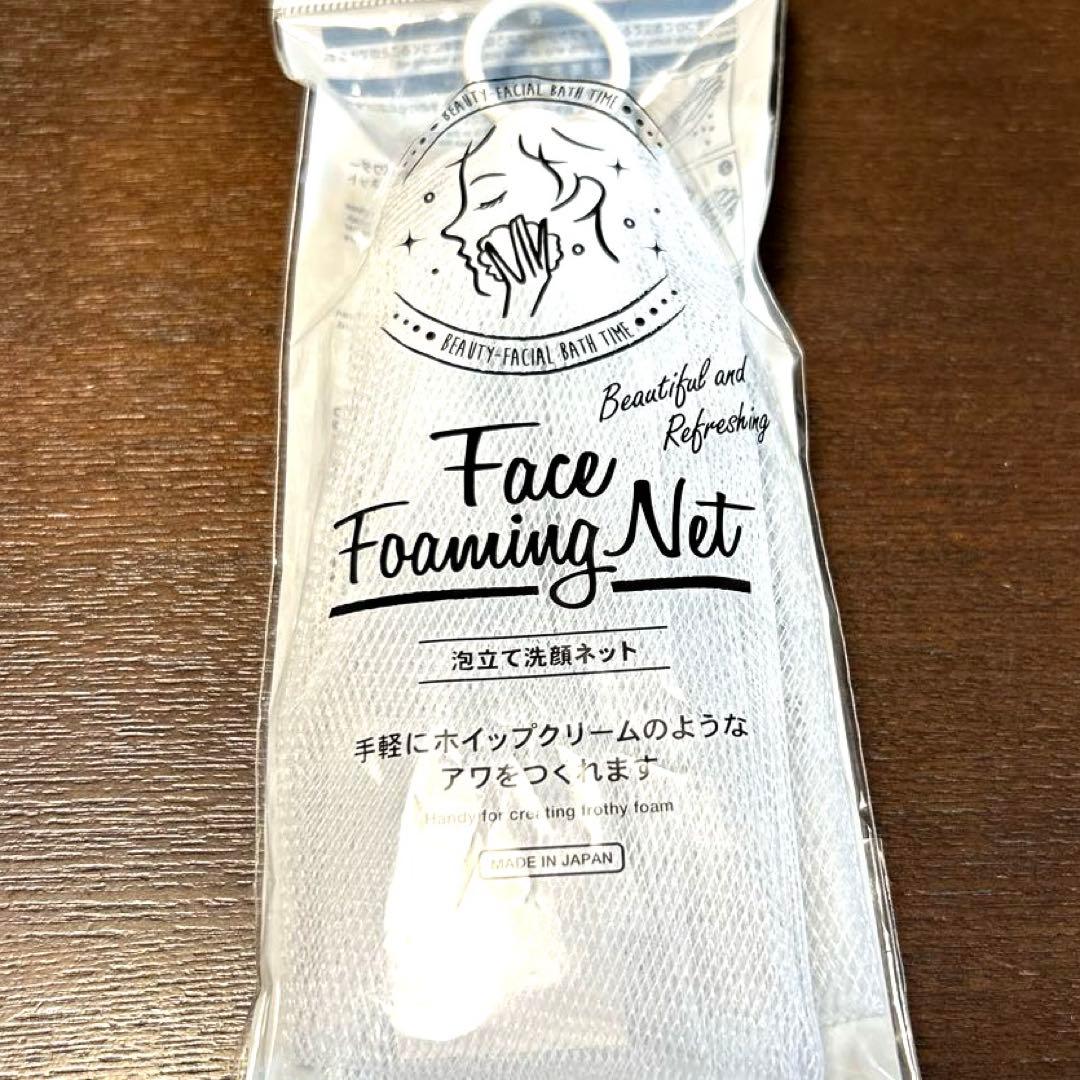 BEAUTY-FACIAL BATH TIME
BEAUTY-FACIAL BATH TIME
Beautiful and
Refreshing
Face
Foaming Net
泡立て洗顔ネット
手軽にホイップクリームのような
アワをつくれます
Handy for creating frothy foam
MADE IN JAPAN